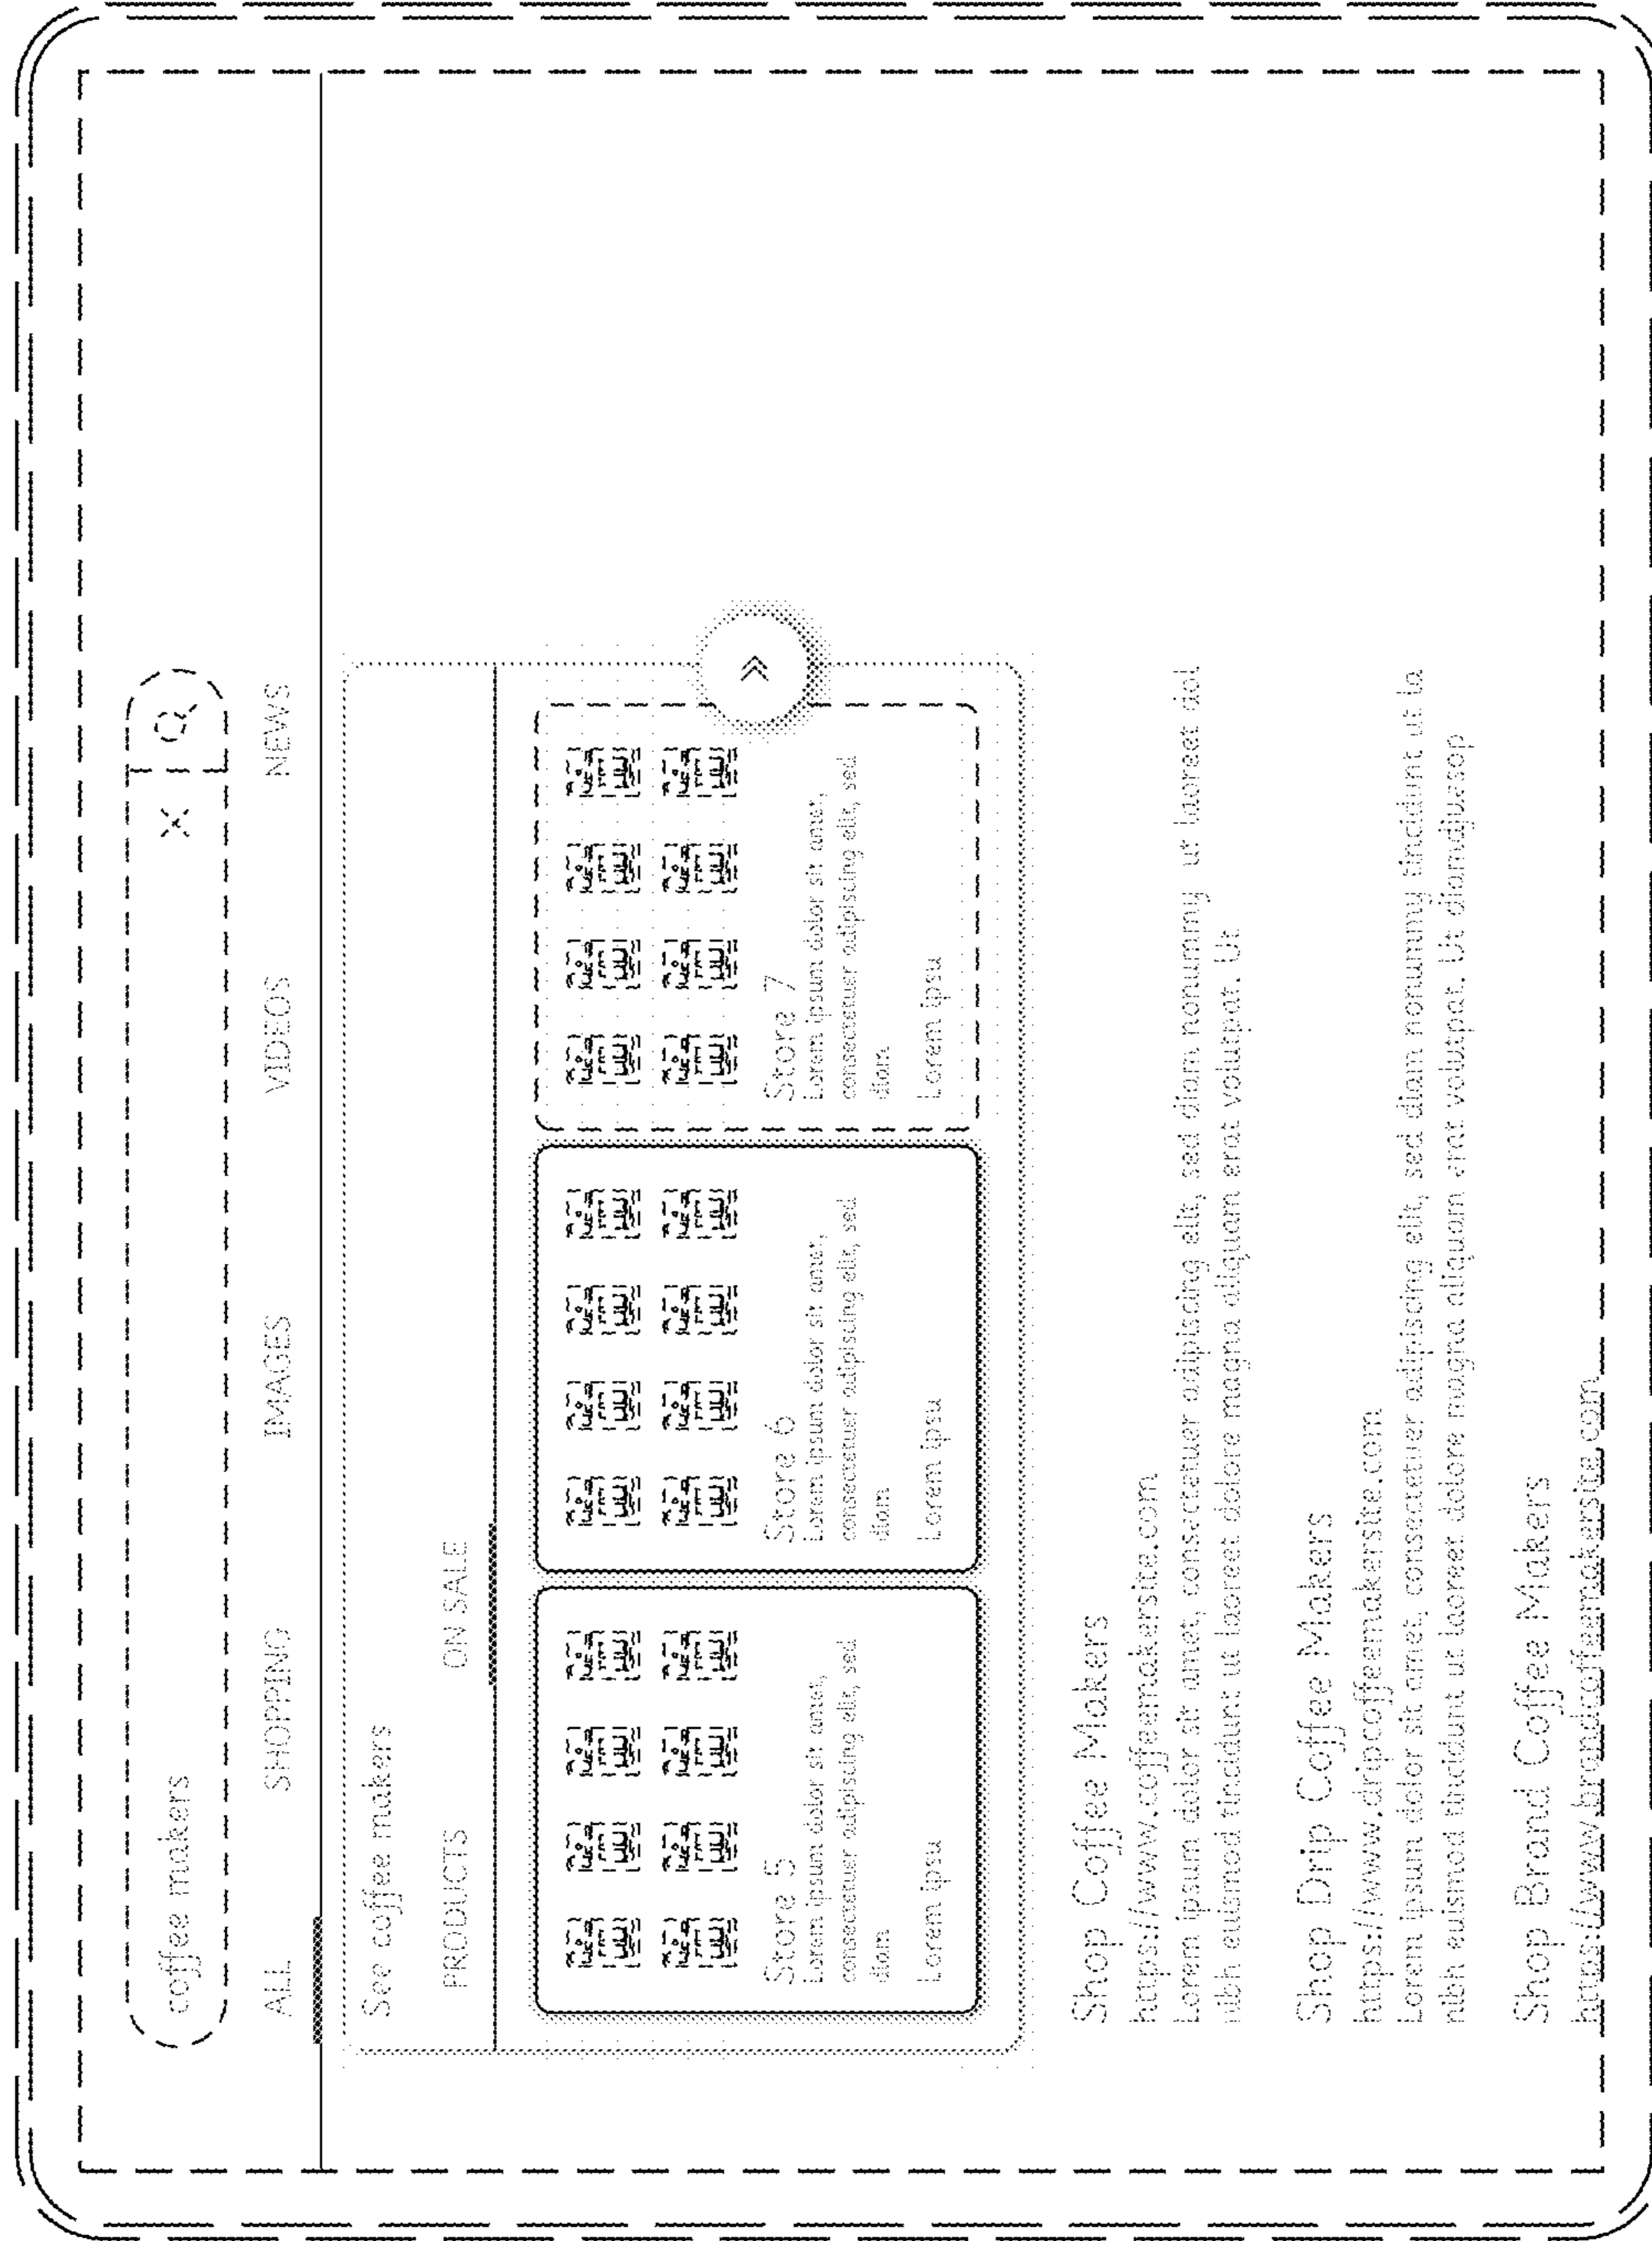 coffee makers
ALL SHOPPING IMAGES VIDEOS NEWS
See coffee makers
PRODUCTS ON SALE
Store 5
Lorem ipsum dolor sit amet,
consectetuer adipiscing elit, sed
diam
Lorem ipsu
Store 6
Lorem ipsum dolor sit amet,
consectetuer adipiscing elit, sed
diam
Lorem ipsu
Store 7
Lorem ipsum dolor sit amet,
consectetuer adipiscing elit, sed
diam
Lorem ipsu
Shop Coffee Makers
https://www.coffeemakersite.com
Lorem ipsum dolor sit amet, consectetuer adipiscing elit, sed diam nonummy ut laoreet dol
nibh euismod tincidunt ut laoreet dolore magna aliquam erat volutpat. Ut
Shop Drip Coffee Makers
https://www.dripcoffeemakersite.com
Lorem ipsum dolor sit amet, consectetuer adipiscing elit, sed diam nonummy tincidunt ut la
nibh euismod tincidunt ut laoreet dolore magna aliquam volutpat. Ut
Shop Brand Coffee Makers
https://www.brandcoffeemakersite.com